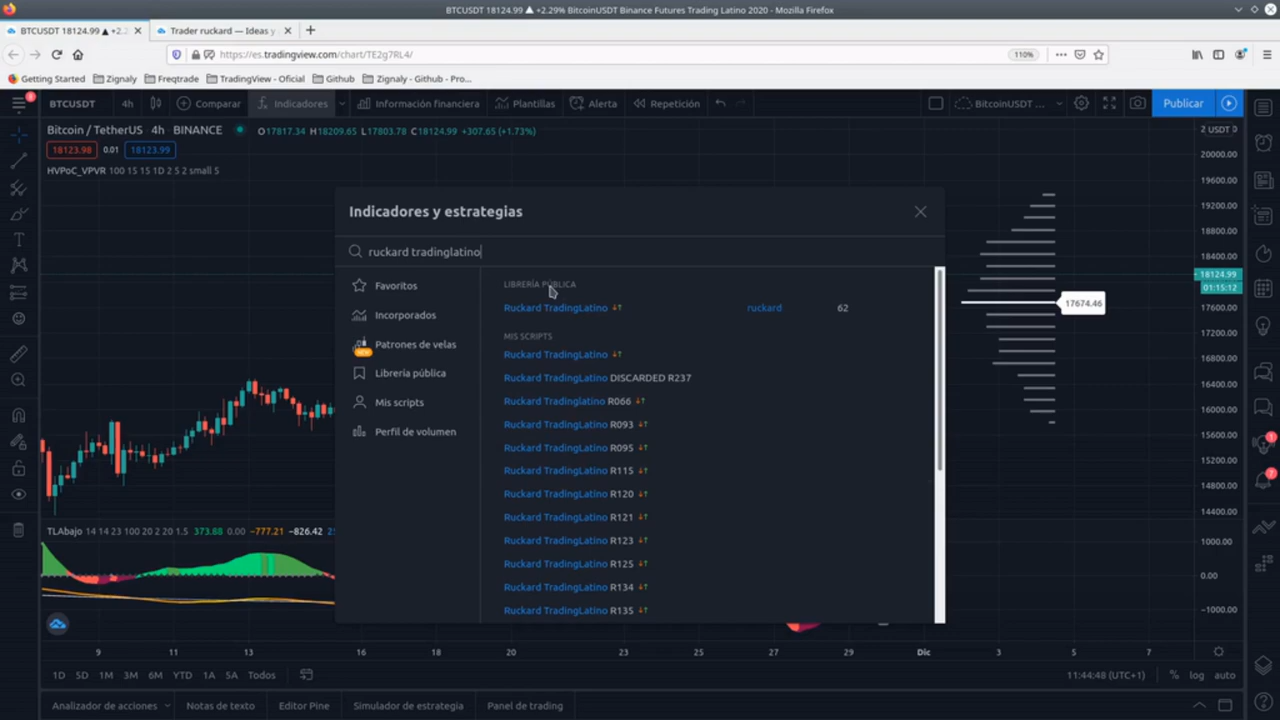 BTCUSDT 18124.99 ▲ +2.29% BitcoinUSDT Binance Futures Trading Latino 2020 - Mozilla Firefox
BTCUSDT 18124.99 ▲ +2.2
Trader ruckard — Ideas y
https://es.tradingview.com/chart/TE2g7RL4/
110%
Getting Started
Zignaly
Freqtrade
TradingView - Oficial
Github
Zignaly - Github - Pro...
8
BTCUSDT
4h
Comparar
Indicadores
Información financiera
Plantillas
Alerta
Repetición
BitcoinUSDT ...
Publicar
Bitcoin / TetherUS 4h BINANCE
O17817.34 H18209.65 L17803.78 C18124.99 +307.65 (+1.73%)
18123.98 0.01 18123.99
HVPoC_VPVR 100 15 15 1D 2 5 2 small 5
Indicadores y estrategias
ruckard tradinglatino
Favoritos
Incorporados
Patrones de velas
NEW
Librería pública
Mis scripts
Perfil de volumen
LIBRERÍA PÚBLICA
Ruckard TradingLatino
ruckard
62
MIS SCRIPTS
Ruckard TradingLatino
Ruckard TradingLatino DISCARDED R237
Ruckard Tradinglatino R066
Ruckard TradingLatino R093
Ruckard TradingLatino R095
Ruckard TradingLatino R115
Ruckard TradingLatino R120
Ruckard TradingLatino R121
Ruckard TradingLatino R123
Ruckard TradingLatino R125
Ruckard TradingLatino R134
Ruckard TradingLatino R135
2 USDT
20000.00
19600.00
19200.00
18800.00
18400.00
18124.99
01:15:12
17674.46
17600.00
17200.00
16800.00
16400.00
16000.00
15600.00
15200.00
14800.00
14400.00
1000.00
0.00
-1000.00
1
2
TLAbajo 14 14 23 100 20 2 20 1.5 373.88 0.00 -777.21 -826.42
9
11
13
16
18
20
23
25
27
29
Dic
3
5
7
1D 5D 1M 3M 6M YTD 1A 5A Todos
11:44:48 (UTC+1)
% log auto
Analizador de acciones
Notas de texto
Editor Pine
Simulador de estrategia
Panel de trading